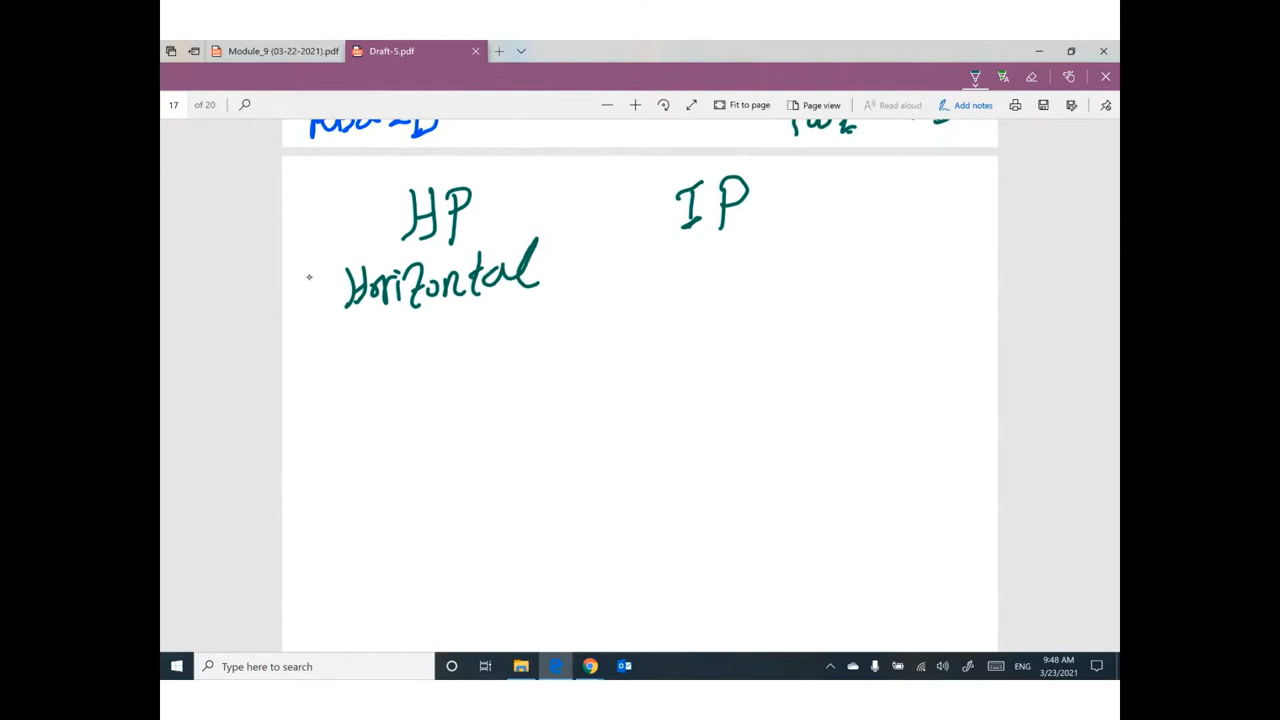 Module_9 (03-22-2021).pdf Draft-5.pdf
17 of 20 Fit to page Page view Read aloud Add notes
HP IP
Horizontal
Type here to search ENG 9:48 AM
3/23/2021